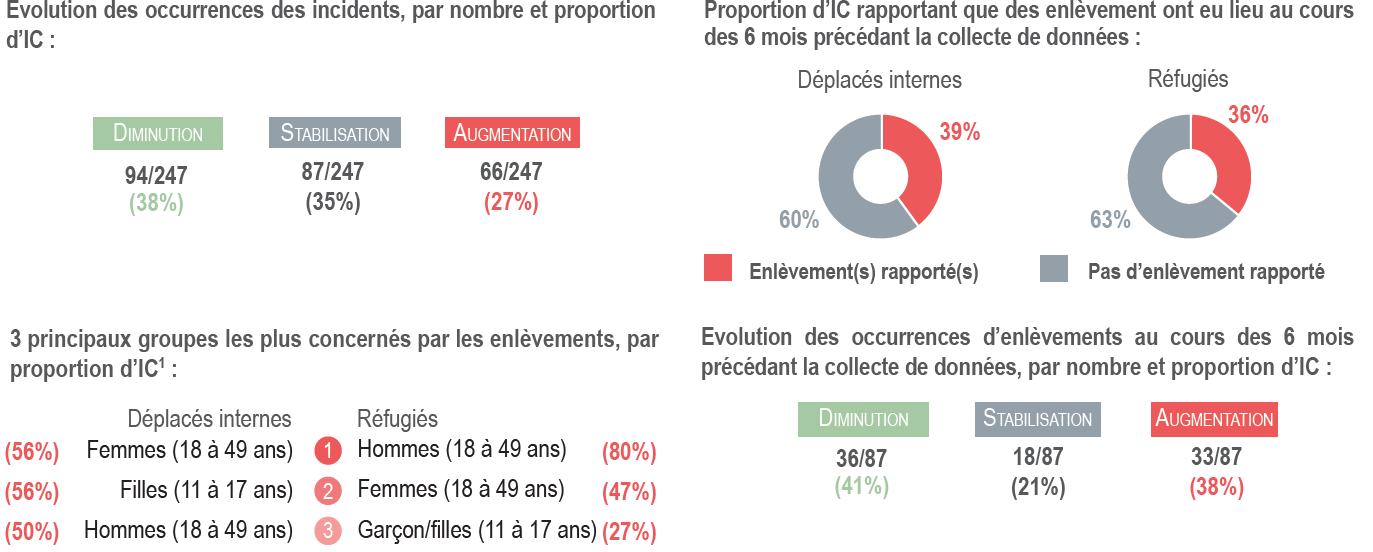 Evolution des occurrences des incidents, par nombre et proportion
d'IC :
DIMINUTION
STABILISATION
AUGMENTATION
94/247
87/247
66/247
(38%)
(35%)
(27%)
Proportion d'IC rapportant que des enlèvement ont eu lieu au cours
des 6 mois précédant la collecte de données :
Déplacés internes
Réfugiés
39%
36%
60%
63%
Enlèvement(s) rapporté(s)
Pas d'enlèvement rapporté
3 principaux groupes les plus concernés par les enlèvements, par
proportion d'IC¹ :
Déplacés internes
Réfugiés
(56%) Femmes (18 à 49 ans) 1 Hommes (18 à 49 ans) (80%)
(56%) Filles (11 à 17 ans) 2 Femmes (18 à 49 ans) (47%)
(50%) Hommes (18 à 49 ans) 3 Garçon/filles (11 à 17 ans) (27%)
Evolution des occurrences d'enlèvements au cours des 6 mois
précédant la collecte de données, par nombre et proportion d'IC :
DIMINUTION
STABILISATION
AUGMENTATION
36/87
18/87
33/87
(41%)
(21%)
(38%)